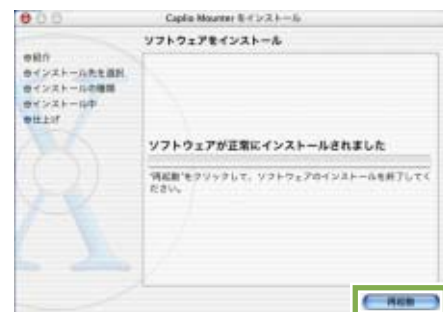 Caplio Mounter をインストール
ソフトウェアをインストール
紹介
インストール先を選択
インストールの種類
インストール中
仕上げ
ソフトウェアが正常にインストールされました
"再起動"をクリックして、ソフトウェアのインストールを終了してく
ださい。
再起動